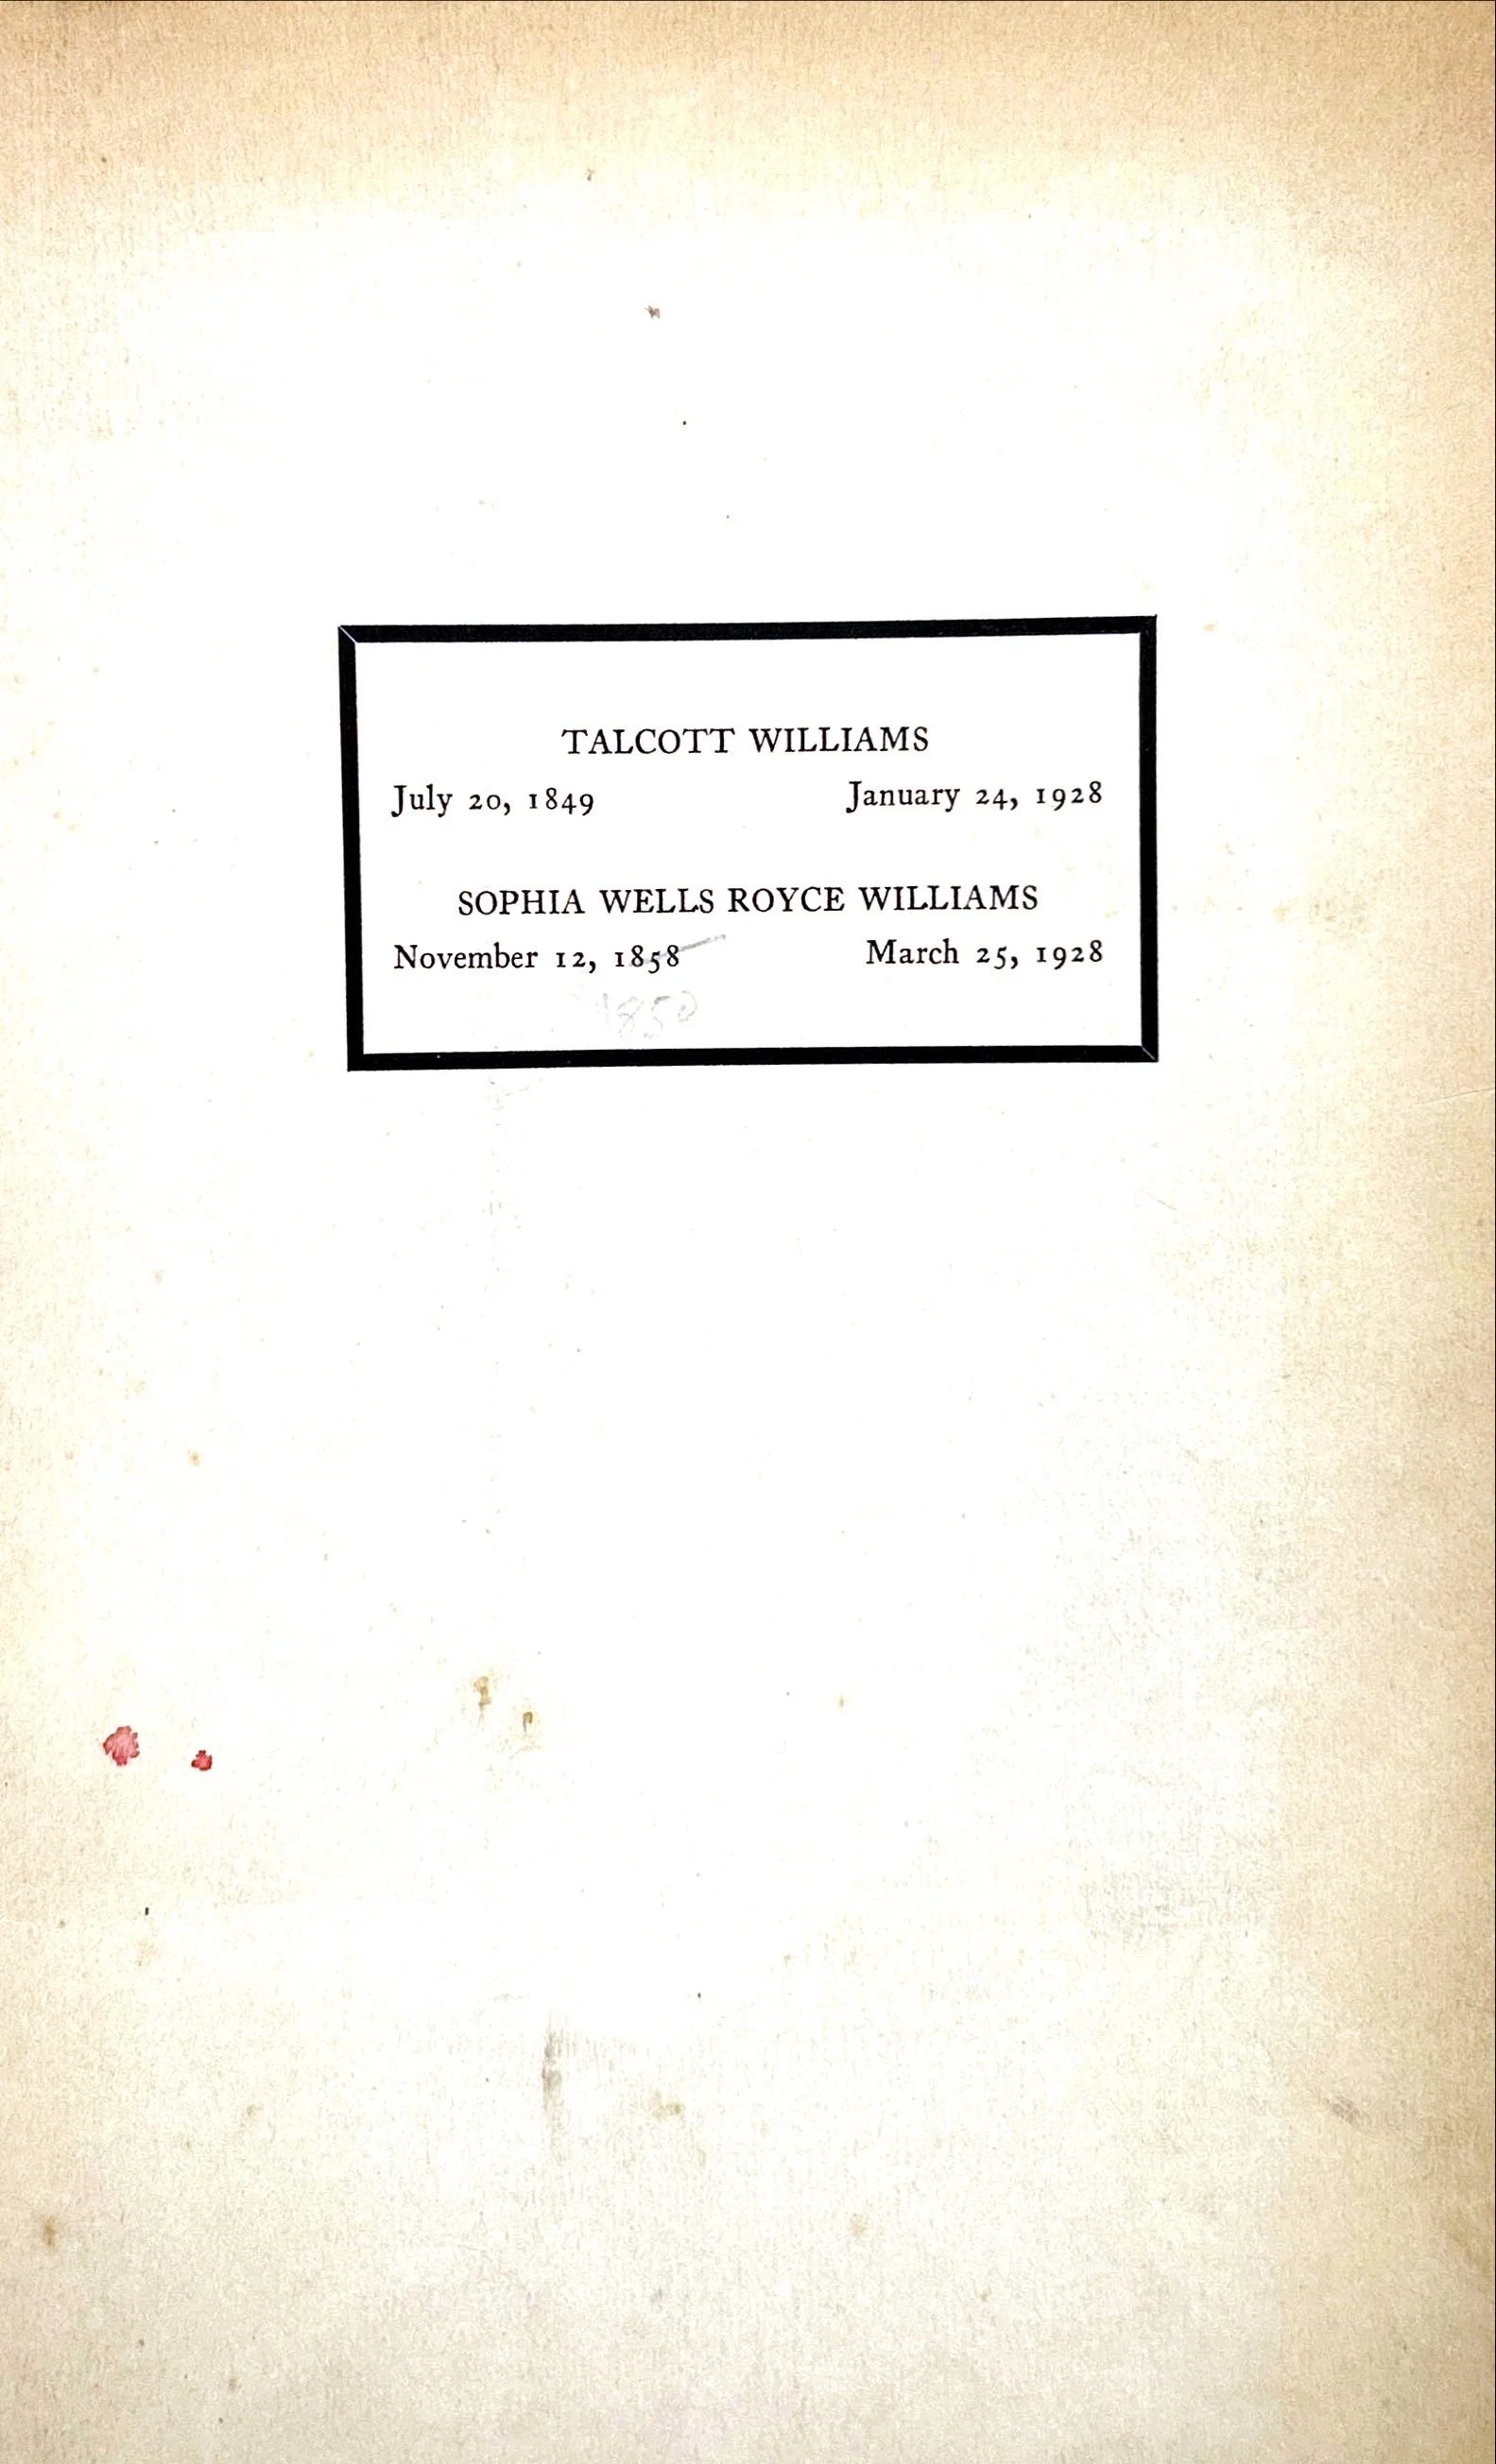 TALCOTT WILLIAMS
July 20, 1849 January 24, 1928
SOPHIA WELLS ROYCE WILLIAMS
November 12, 1858 March 25, 1928
1850